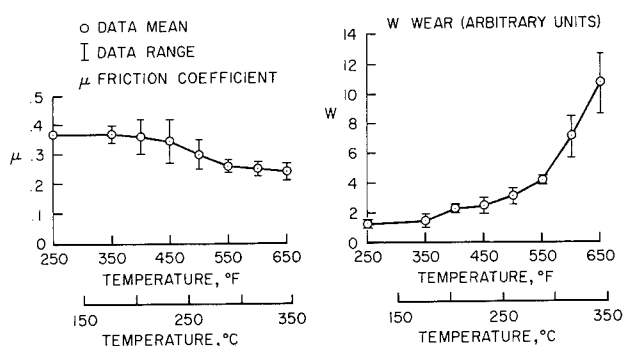 DATA MEAN
DATA RANGE
μ FRICTION COEFFICIENT
.5
.4
μ .3
.2
.1
0
250 350 450 550 650
TEMPERATURE, °F
150 250 350
TEMPERATURE, °C
W WEAR (ARBITRARY UNITS)
14
12
10
W
8
6
4
2
0
250 350 450 550 650
TEMPERATURE, °F
150 250 350
TEMPERATURE, °C